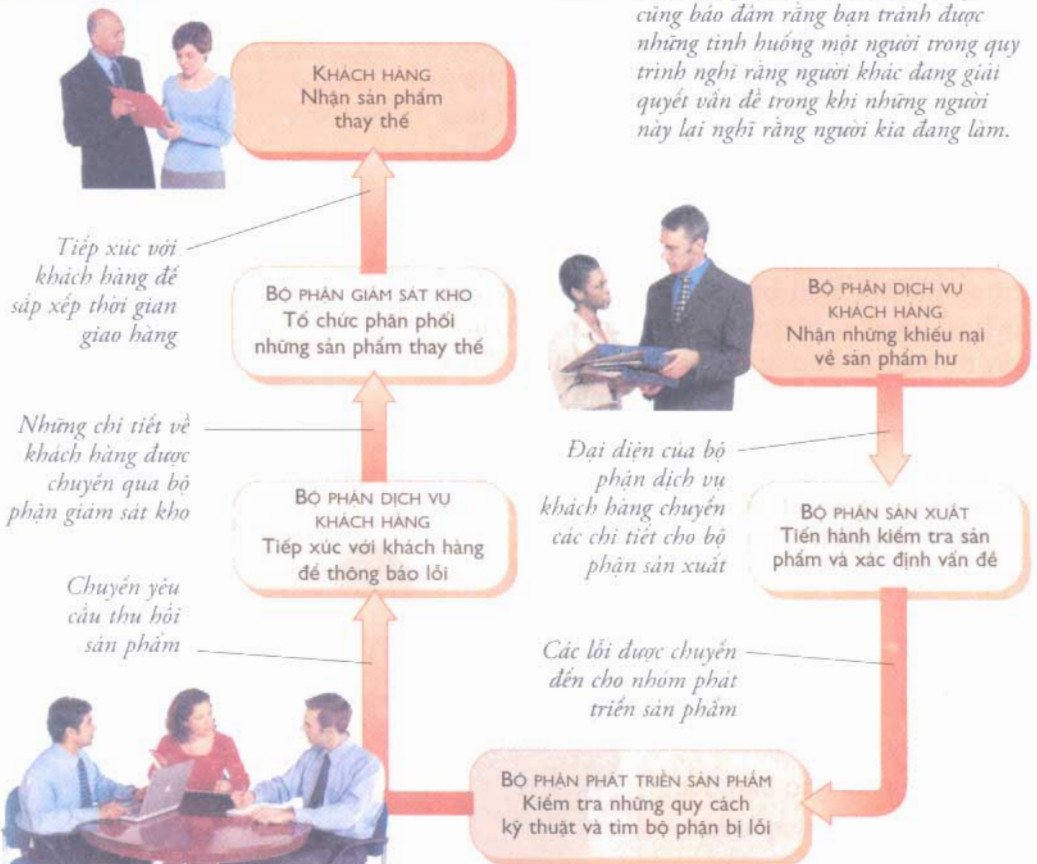 cũng bảo đảm rằng bạn tránh được
những tình huống một người trong quy
trình nghĩ rằng người khác đang giải
quyết vấn đề trong khi những người
này lại nghĩ rằng người kia đang làm.
KHÁCH HÀNG
Nhận sản phẩm
thay thế
Tiếp xúc với
khách hàng để
sắp xếp thời gian
giao hàng
BỘ PHẬN GIÁM SÁT KHO
Tổ chức phân phối
những sản phẩm thay thế
BỘ PHẬN DỊCH VỤ
KHÁCH HÀNG
Nhận những khiếu nại
về sản phẩm hư
Những chi tiết về
khách hàng được
chuyển qua bộ
phận giám sát kho
Đại diện của bộ
phận dịch vụ
khách hàng chuyển
các chi tiết cho bộ
phận sản xuất
BỘ PHẬN DỊCH VỤ
KHÁCH HÀNG
Tiếp xúc với khách hàng
để thông báo lỗi
BỘ PHẬN SẢN XUẤT
Tiến hành kiểm tra sản
phẩm và xác định vấn đề
Chuyển yêu
cầu thu hồi
sản phẩm
Các lỗi được chuyển
đến cho nhóm phát
triển sản phẩm
BỘ PHẬN PHÁT TRIỂN SẢN PHẨM
Kiểm tra những quy cách
kỹ thuật và tìm bộ phận bị lỗi